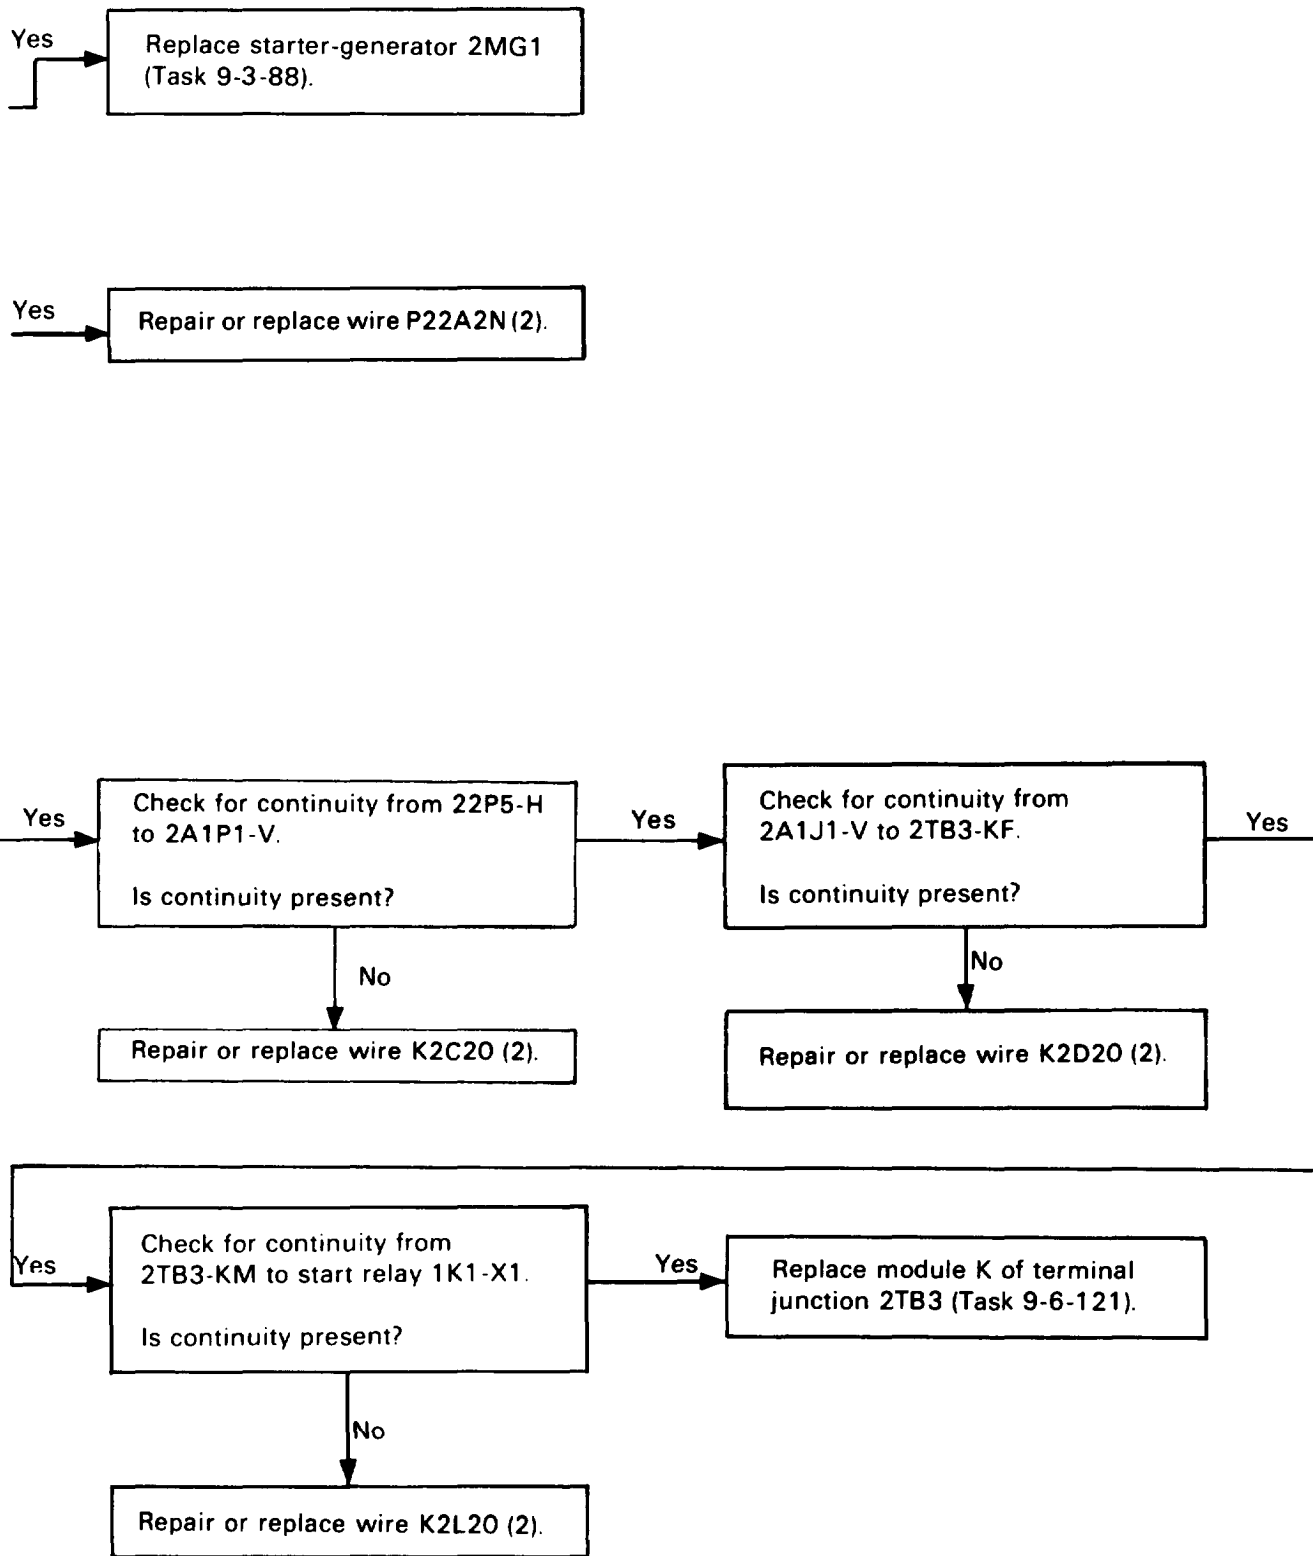 Yes
Replace starter-generator 2MG1
(Task 9-3-88).
Yes
Repair or replace wire P22A2N (2).
Yes
Check for continuity from 22P5-H
to 2A1P1-V.
Is continuity present?
Yes
Check for continuity from
2A1J1-V to 2TB3-KF.
Is continuity present?
Yes
No
No
Repair or replace wire K2C20 (2).
Repair or replace wire K2D20 (2).
Yes
Check for continuity from
2TB3-KM to start relay 1K1-X1.
Is continuity present?
Yes
Replace module K of terminal
junction 2TB3 (Task 9-6-121).
No
Repair or replace wire K2L20 (2).